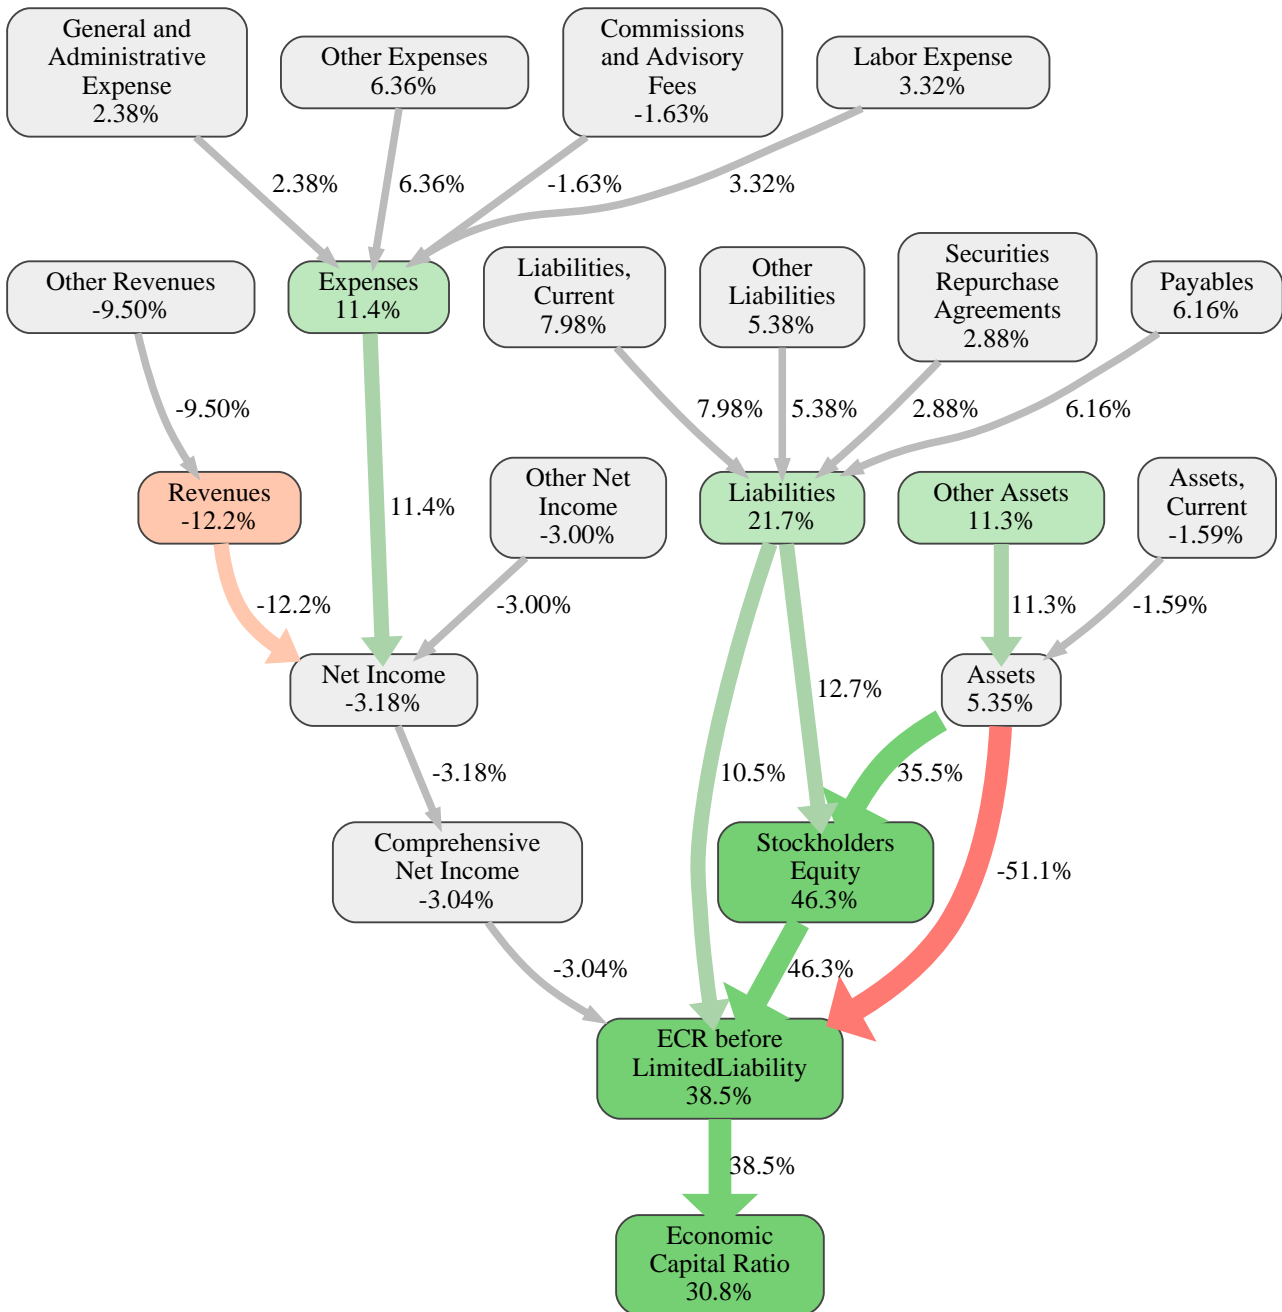 General and
Administrative
Expense
2.38%
Other Expenses
6.36%
Commissions
and Advisory
Fees
-1.63%
Labor Expense
3.32%
2.38%
6.36%
-1.63%
3.32%
Other Revenues
-9.50%
Expenses
11.4%
Liabilities,
Current
7.98%
Other
Liabilities
5.38%
Securities
Repurchase
Agreements
2.88%
Payables
6.16%
-9.50%
7.98%
5.38%
2.88%
6.16%
Revenues
-12.2%
11.4%
Other Net
Income
-3.00%
Liabilities
21.7%
Other Assets
11.3%
Assets,
Current
-1.59%
-12.2%
-3.00%
11.3%
-1.59%
Net Income
-3.18%
12.7%
Assets
5.35%
-3.18%
10.5%
35.5%
Comprehensive
Net Income
-3.04%
Stockholders
Equity
46.3%
-51.1%
-3.04%
46.3%
ECR before
LimitedLiability
38.5%
38.5%
Economic
Capital Ratio
30.8%